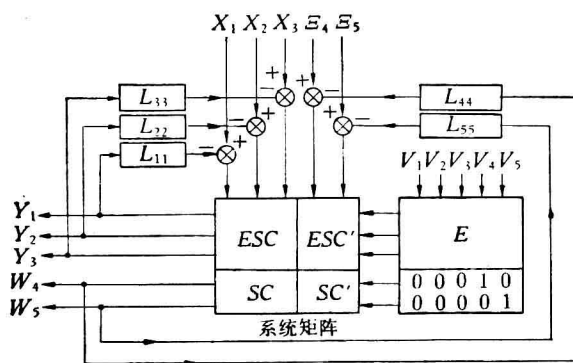 X₁ X₂ X₃ Ξ₄ Ξ₅
+ +
− −
L₃₃ L₄₄
+ +
− −
L₂₂ L₅₅
+
−
L₁₁
V₁ V₂ V₃ V₄ V₅
Y₁
Y₂ ESC ESC′ E
Y₃
W₄ SC SC′ 0 0 0 1 0
W₅ 0 0 0 0 1
系统矩阵